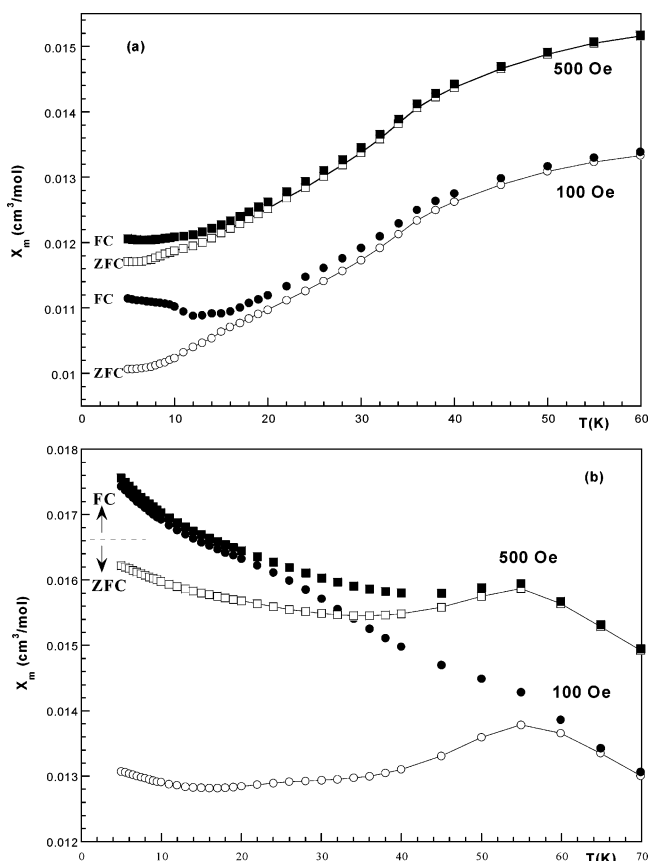 (a)
0.015
0.014
0.013
0.012
0.011
0.01
X_m (cm³/mol)
500 Oe
100 Oe
FC
ZFC
FC
ZFC
0 10 20 30 40 50 60
T(K)
(b)
0.018
0.017
0.016
0.015
0.014
0.013
0.012
X_m (cm³/mol)
FC
ZFC
500 Oe
100 Oe
0 10 20 30 40 50 60 70
T(K)